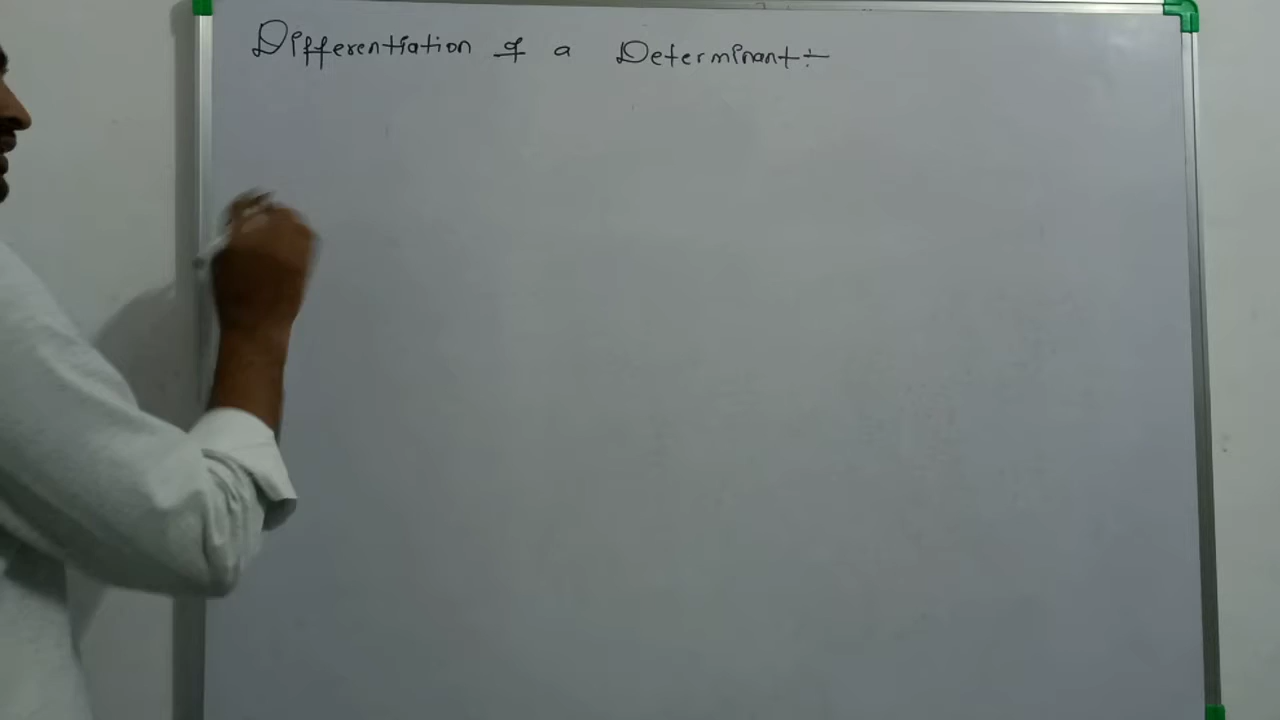 Differentiation of a Determinant :-